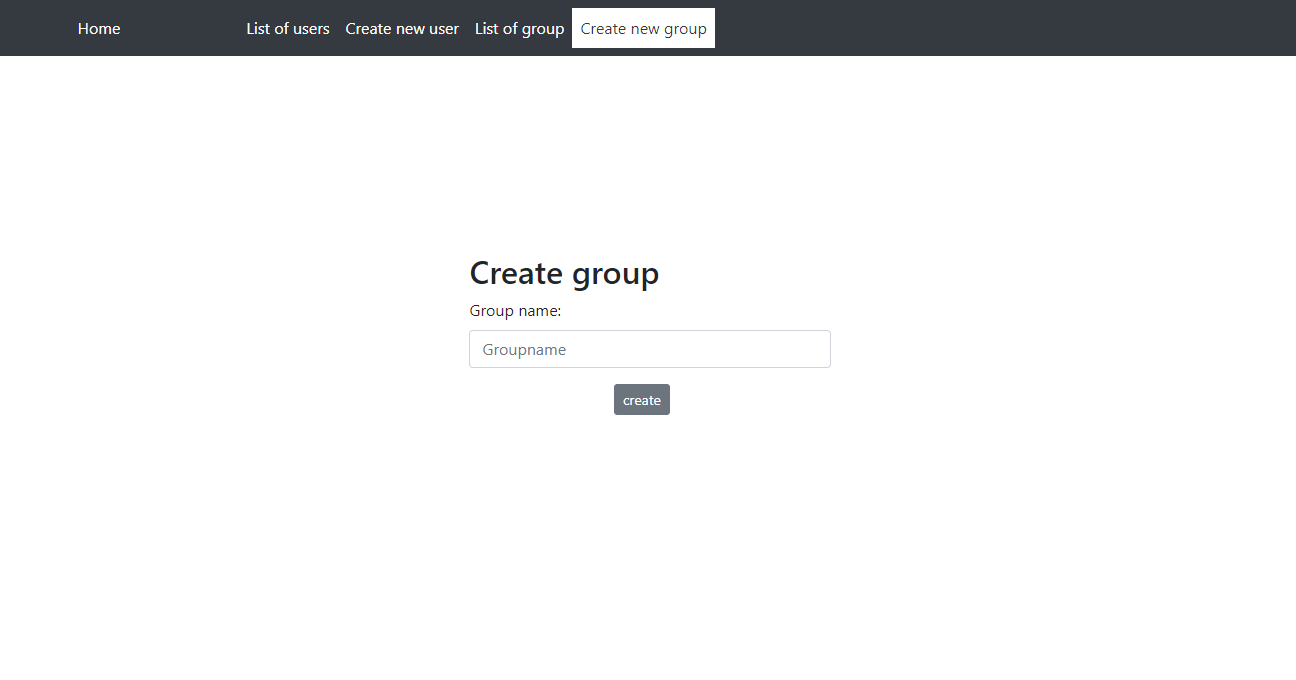 Home List of users Create new user List of group Create new group
Create group
Group name:
Groupname
create